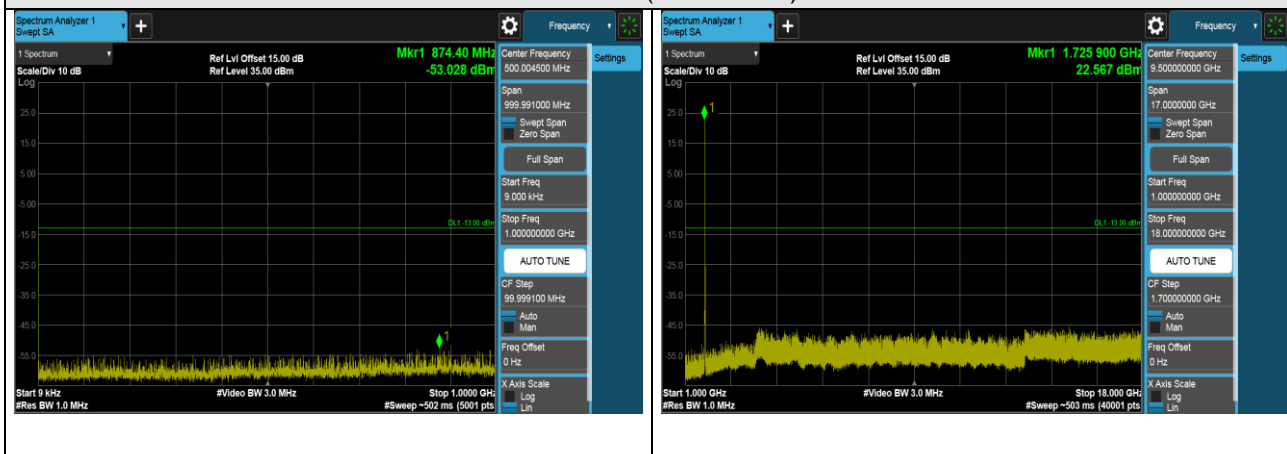 Spectrum Analyzer 1
Swept SA
+
Frequency
1 Spectrum
Scale/Div 10 dB
Log
Ref Lvl Offset 15.00 dB
Ref Level 35.00 dBm
Mkr1 874.40 MHz
-53.028 dBm
25.0
15.0
5.00
-5.00
-15.0
-25.0
-35.0
-45.0
-55.0
DL1 -13.00 dBm
1
Start 9 kHz
#Res BW 1.0 MHz
#Video BW 3.0 MHz
Stop 1.0000 GHz
#Sweep ~502 ms (5001 pts
Center Frequency
500.004500 MHz
Span
999.991000 MHz
Swept Span
Zero Span
Full Span
Start Freq
9.000 kHz
Stop Freq
1.000000000 GHz
AUTO TUNE
CF Step
99.999100 MHz
Auto
Man
Freq Offset
0 Hz
X Axis Scale
Log
Lin
Settings
Spectrum Analyzer 1
Swept SA
+
Frequency
1 Spectrum
Scale/Div 10 dB
Log
Ref Lvl Offset 15.00 dB
Ref Level 35.00 dBm
Mkr1 1.725 900 GHz
22.567 dBm
25.0
15.0
5.00
-5.00
-15.0
-25.0
-35.0
-45.0
-55.0
DL1 -13.00 dBm
1
Start 1.000 GHz
#Res BW 1.0 MHz
#Video BW 3.0 MHz
Stop 18.000 GHz
#Sweep ~503 ms (40001 pts
Center Frequency
9.500000000 GHz
Span
17.0000000 GHz
Swept Span
Zero Span
Full Span
Start Freq
1.000000000 GHz
Stop Freq
18.000000000 GHz
AUTO TUNE
CF Step
1.700000000 GHz
Auto
Man
Freq Offset
0 Hz
X Axis Scale
Log
Lin
Settings